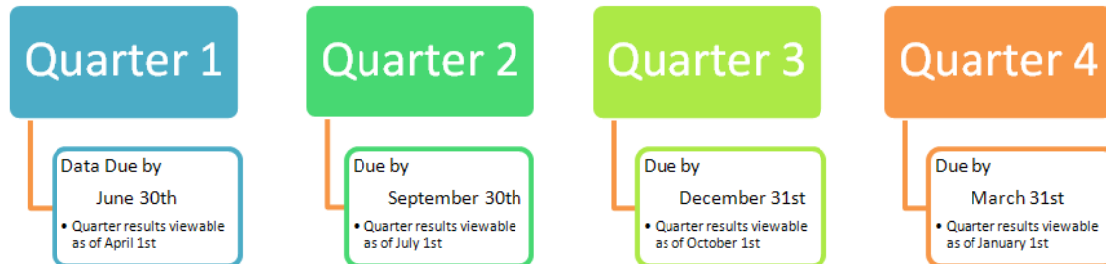 Quarter 1
Data Due by
June 30th
• Quarter results viewable
as of April 1st
Quarter 2
Due by
September 30th
• Quarter results viewable
as of July 1st
Quarter 3
Due by
December 31st
• Quarter results viewable
as of October 1st
Quarter 4
Due by
March 31st
• Quarter results viewable
as of January 1st